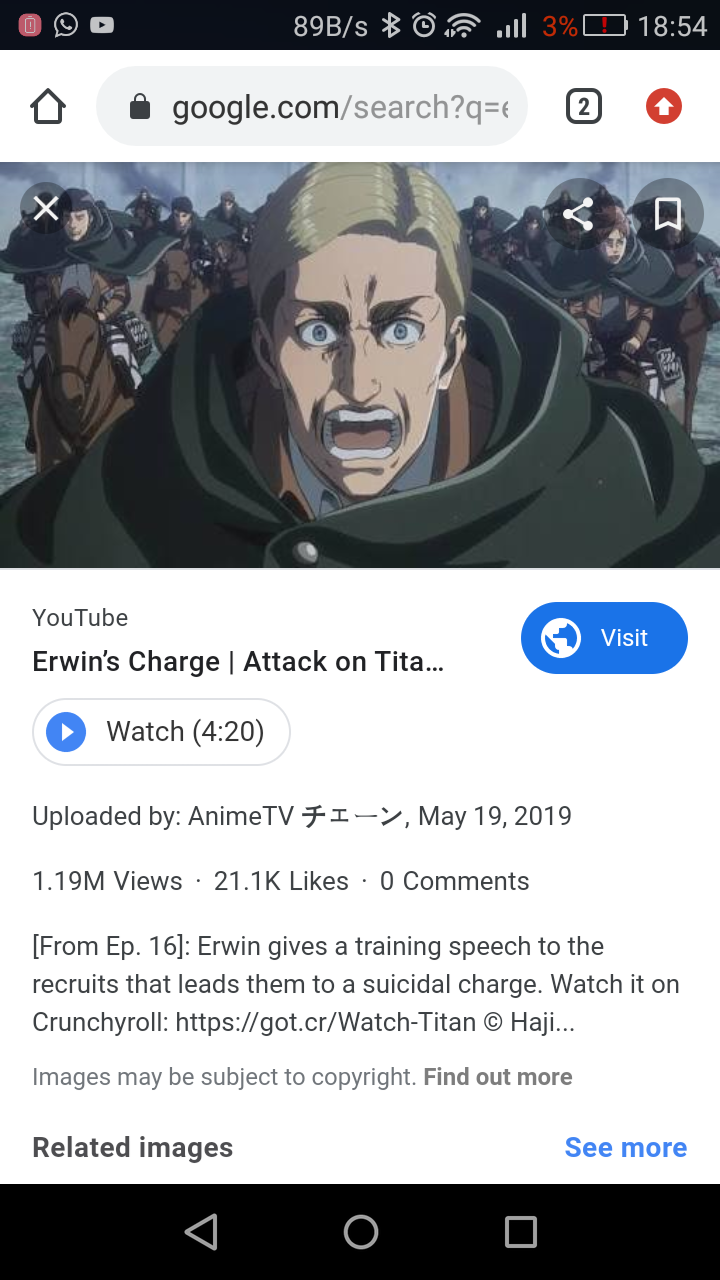 89B/s 3% 18:54
google.com/search?q=
2
YouTube
Visit
Erwin’s Charge | Attack on Tita...
Watch (4:20)
Uploaded by: AnimeTV チェーン, May 19, 2019
1.19M Views · 21.1K Likes · 0 Comments
[From Ep. 16]: Erwin gives a training speech to the
recruits that leads them to a suicidal charge. Watch it on
Crunchyroll: https://got.cr/Watch-Titan © Haji...
Images may be subject to copyright. Find out more
Related images See more